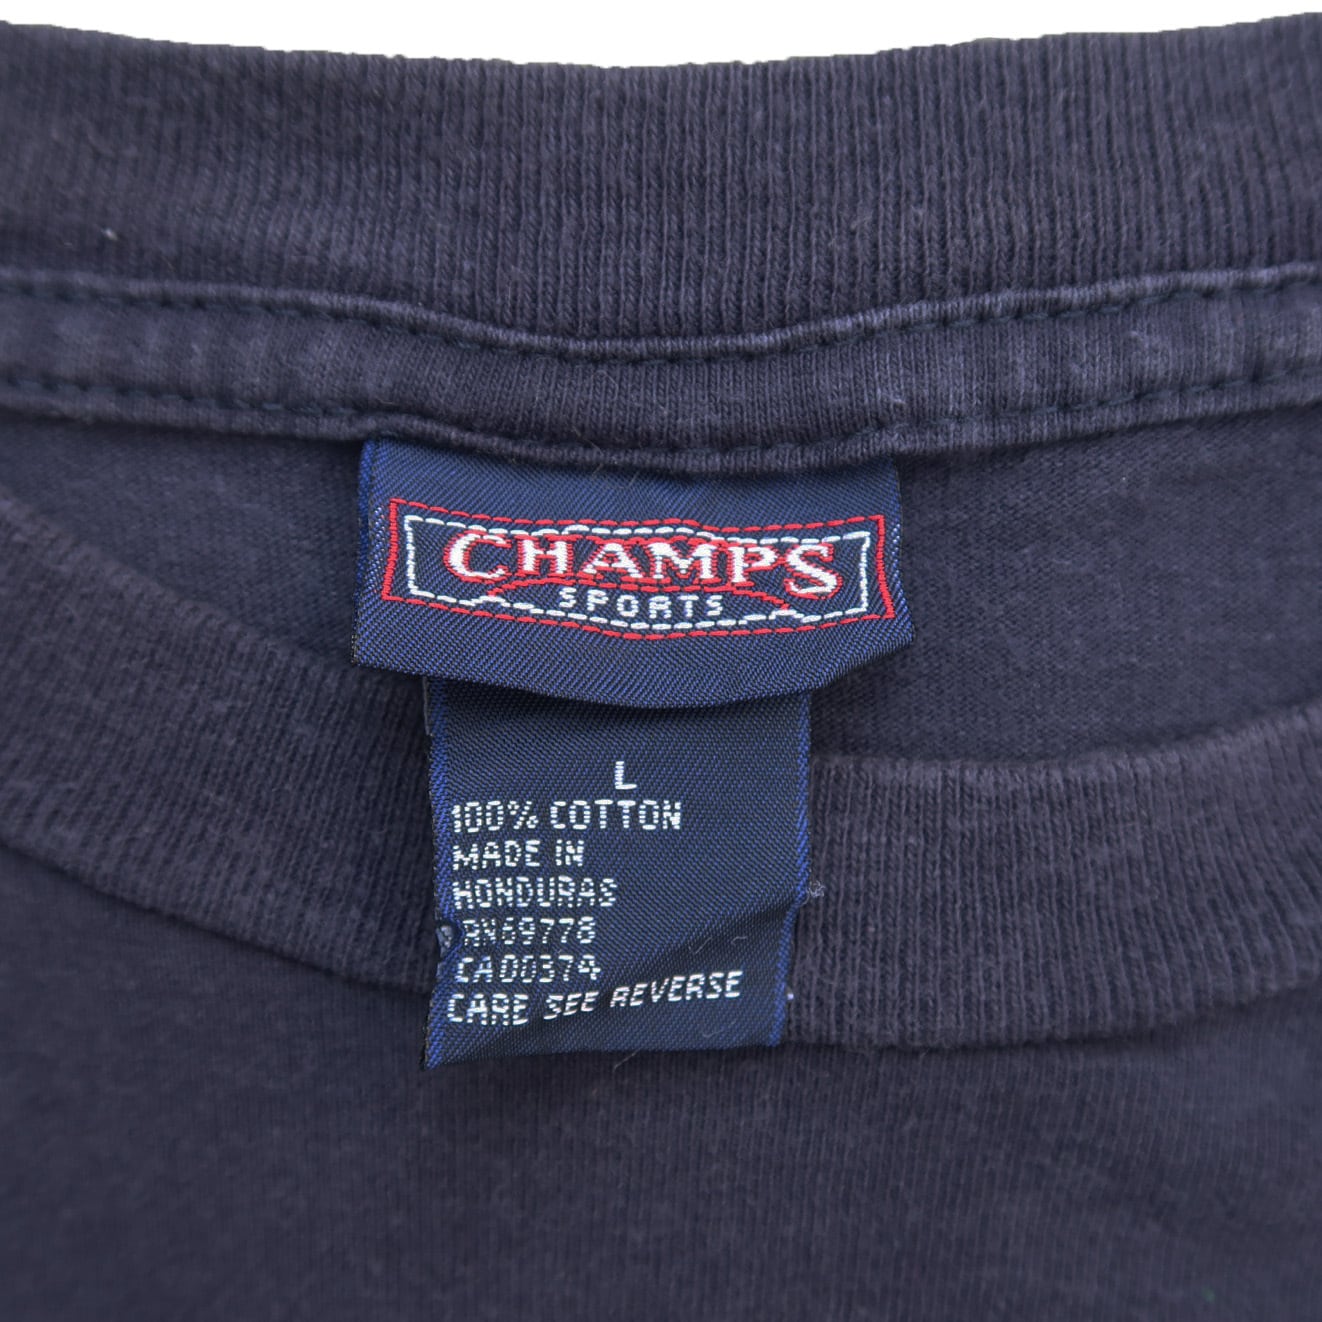 CHAMPS
SPORTS
L
100% COTTON
MADE IN
HONDURAS
RN69778
CA00374
CARE SEE REVERSE